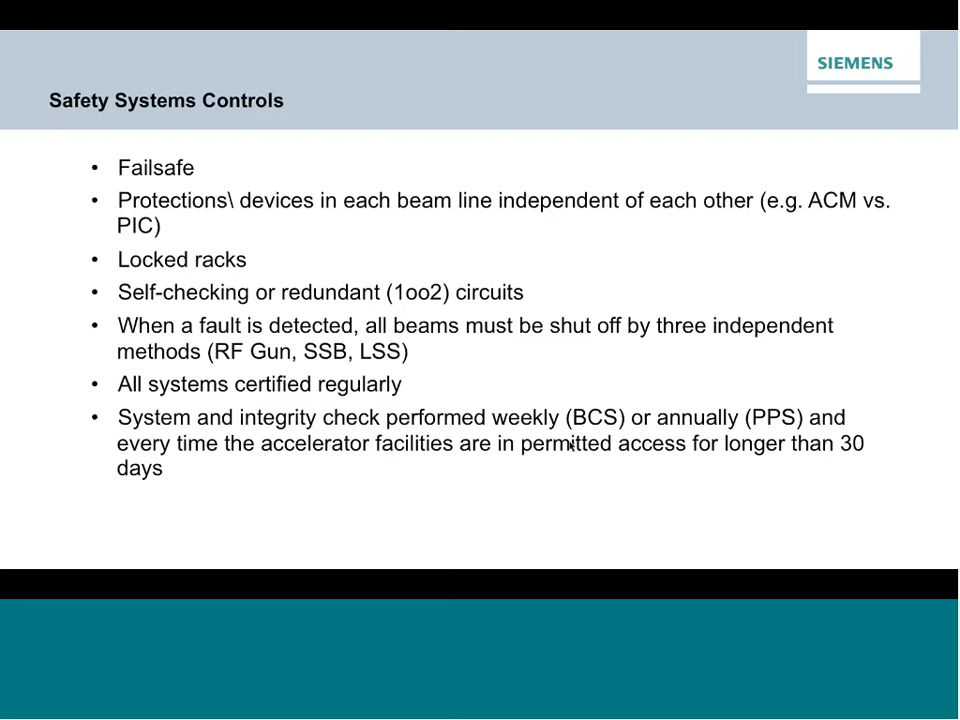 SIEMENS
Safety Systems Controls
• Failsafe
• Protections\ devices in each beam line independent of each other (e.g. ACM vs.
PIC)
• Locked racks
• Self-checking or redundant (1oo2) circuits
• When a fault is detected, all beams must be shut off by three independent
methods (RF Gun, SSB, LSS)
• All systems certified regularly
• System and integrity check performed weekly (BCS) or annually (PPS) and
every time the accelerator facilities are in permitted access for longer than 30
days